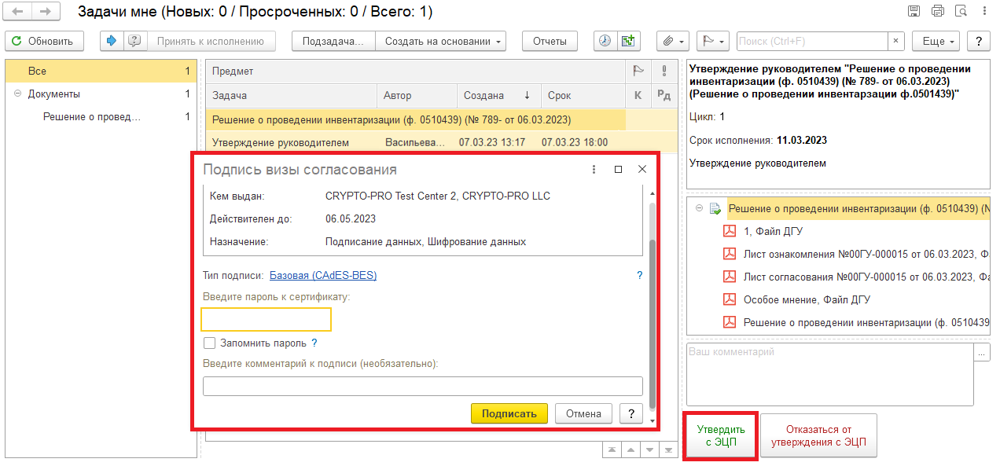 Задачи мне (Новых: 0 / Просроченных: 0 / Всего: 1)
Обновить
Принять к исполнению
Подзадача...
Создать на основании
Отчеты
Поиск (Ctrl+F)
×
Еще
?
Все 1
Документы 1
Решение о провед... 1
Предмет
Задача Автор Создана ↓ Срок К Рд
Решение о проведении инвентаризации (ф. 0510439) (№ 789- от 06.03.2023)
Утверждение руководителем Васильева... 07.03.23 13:17 07.03.23 18:00
Подпись визы согласования
Кем выдан: CRYPTO-PRO Test Center 2, CRYPTO-PRO LLC
Действителен до: 06.05.2023
Назначение: Подписание данных, Шифрование данных
Тип подписи: Базовая (CAdES-BES) ?
Введите пароль к сертификату:
Запомнить пароль ?
Введите комментарий к подписи (необязательно):
Подписать
Отмена
?
Утверждение руководителем "Решение о проведении
инвентаризации (ф. 0510439) (№ 789- от 06.03.2023)
(Решение о проведении инвентарзации ф.0501439)"
Цикл: 1
Срок исполнения: 11.03.2023
Утверждение руководителем
Решение о проведении инвентаризации (ф. 0510439) (№
1, Файл ДГУ
Лист ознакомления №00ГУ-000015 от 06.03.2023, Ф
Лист согласования №00ГУ-000015 от 06.03.2023, Фа
Особое мнение, Файл ДГУ
Решение о проведении инвентаризации (ф. 0510439
Ваш комментарий
...
Утвердить
с ЭЦП
Отказаться от
утверждения с ЭЦП